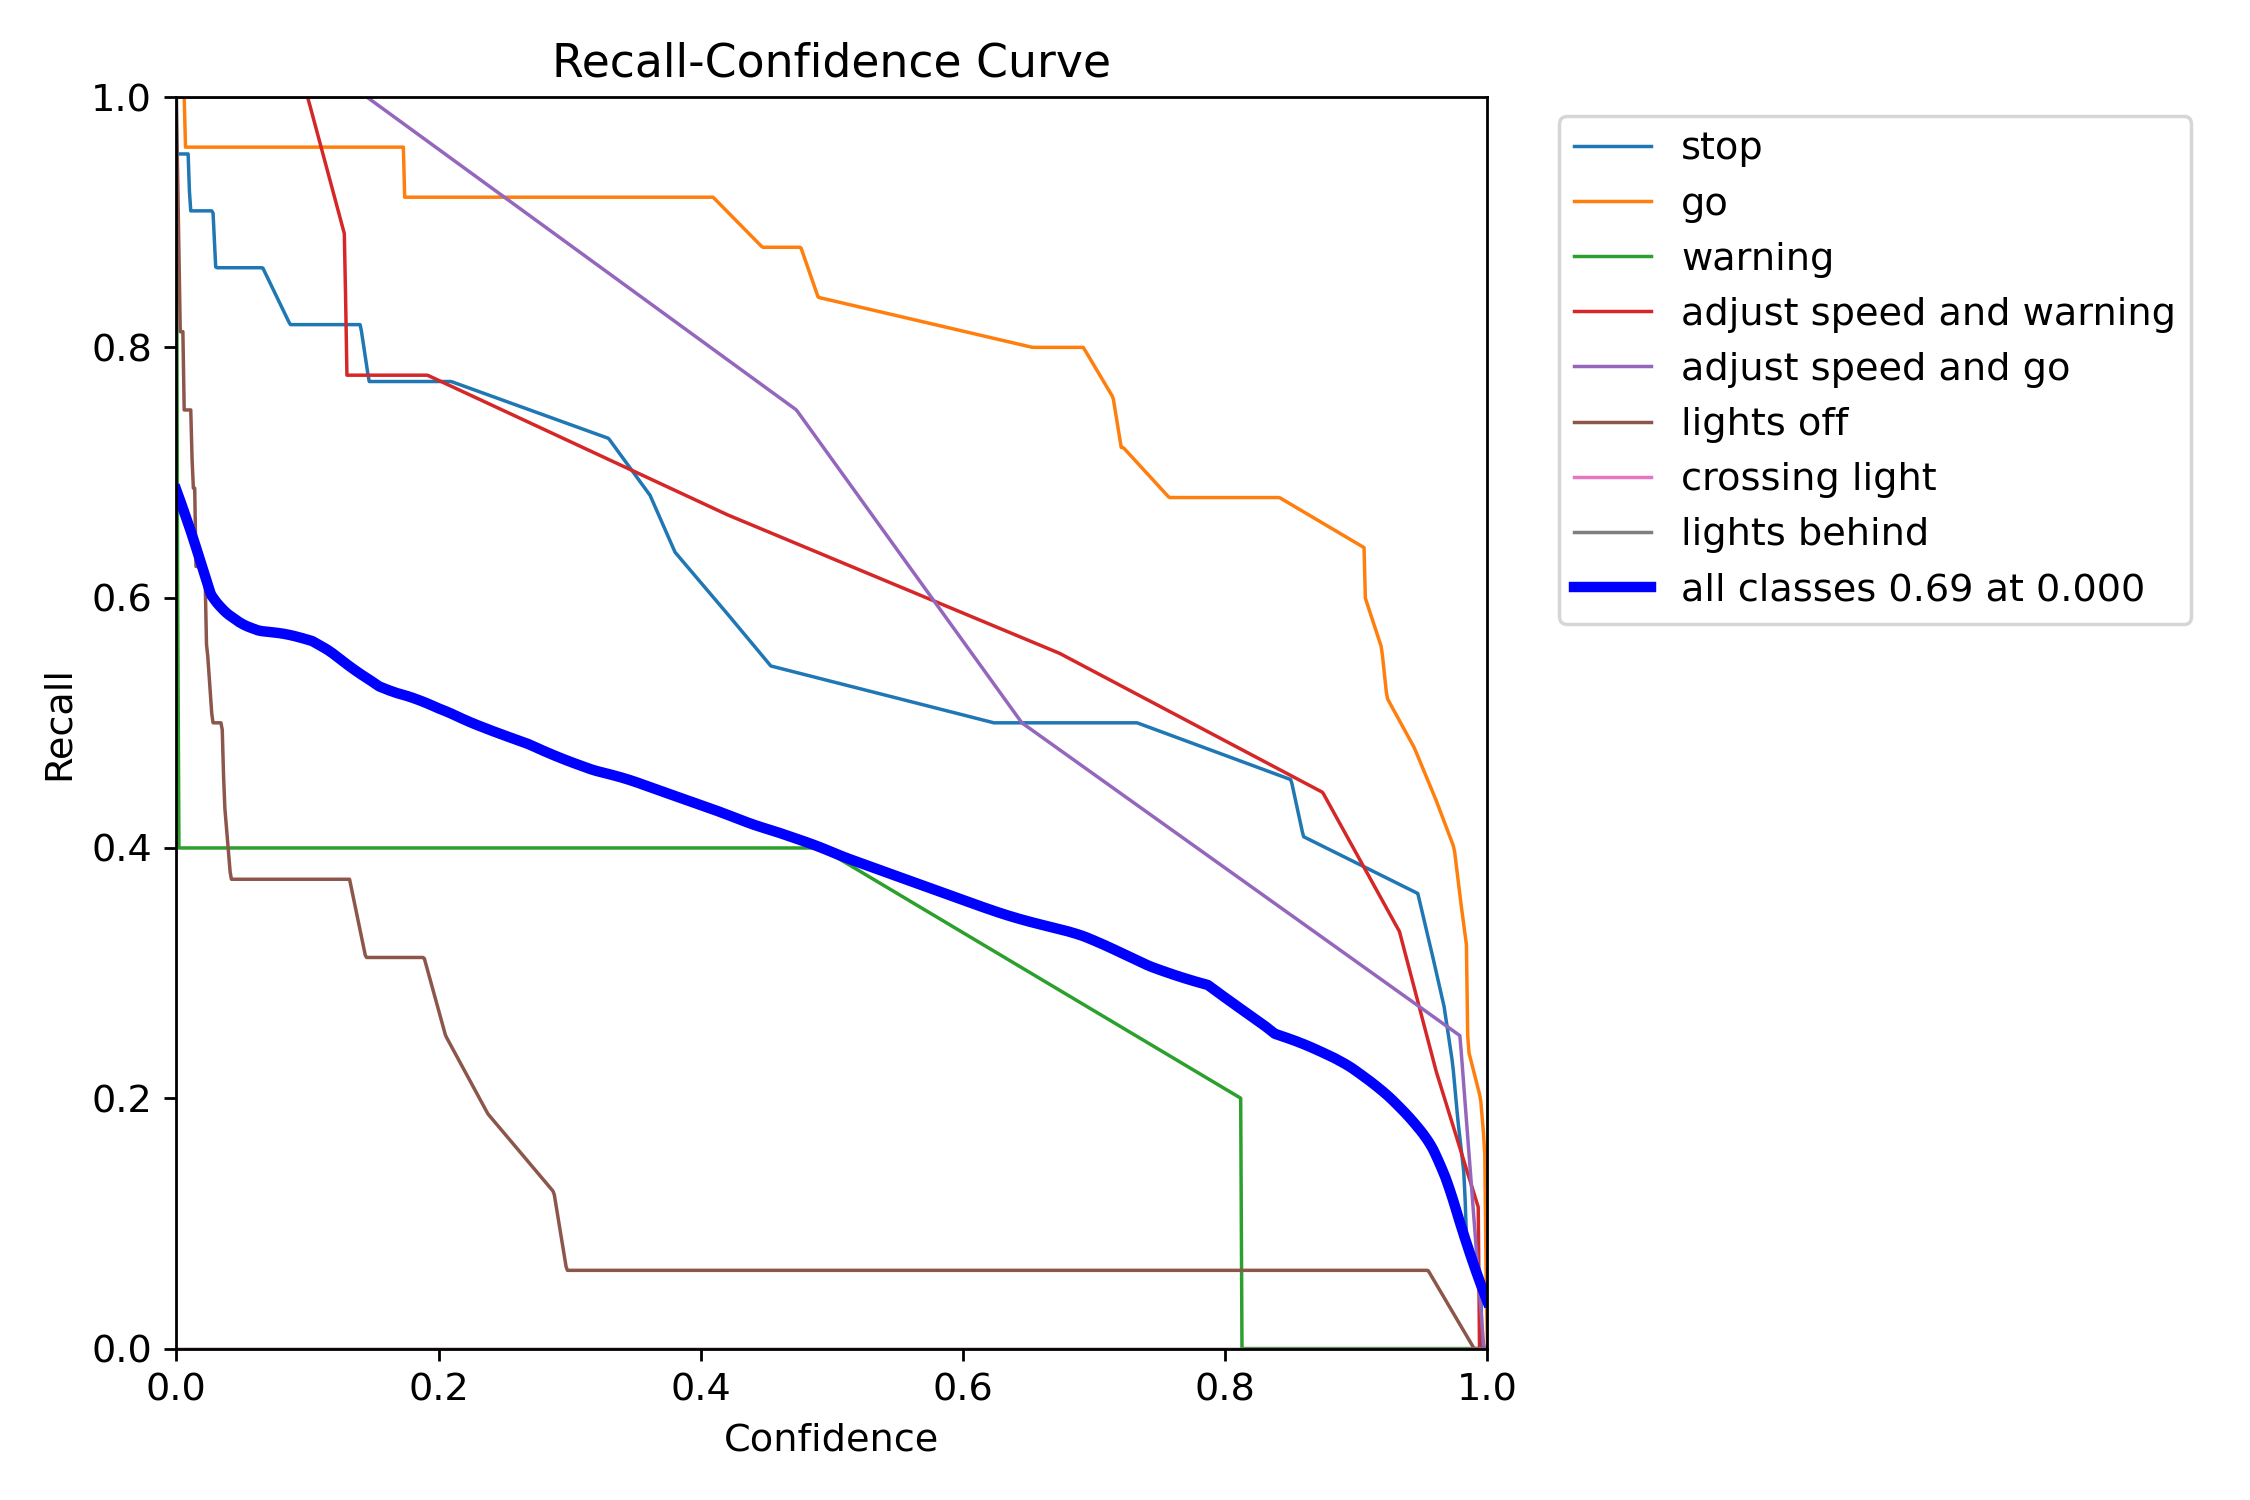 Recall-Confidence Curve
1.0
0.8
0.6
0.4
0.2
0.0
Recall
0.0 0.2 0.4 0.6 0.8 1.0
Confidence
stop
go
warning
adjust speed and warning
adjust speed and go
lights off
crossing light
lights behind
all classes 0.69 at 0.000